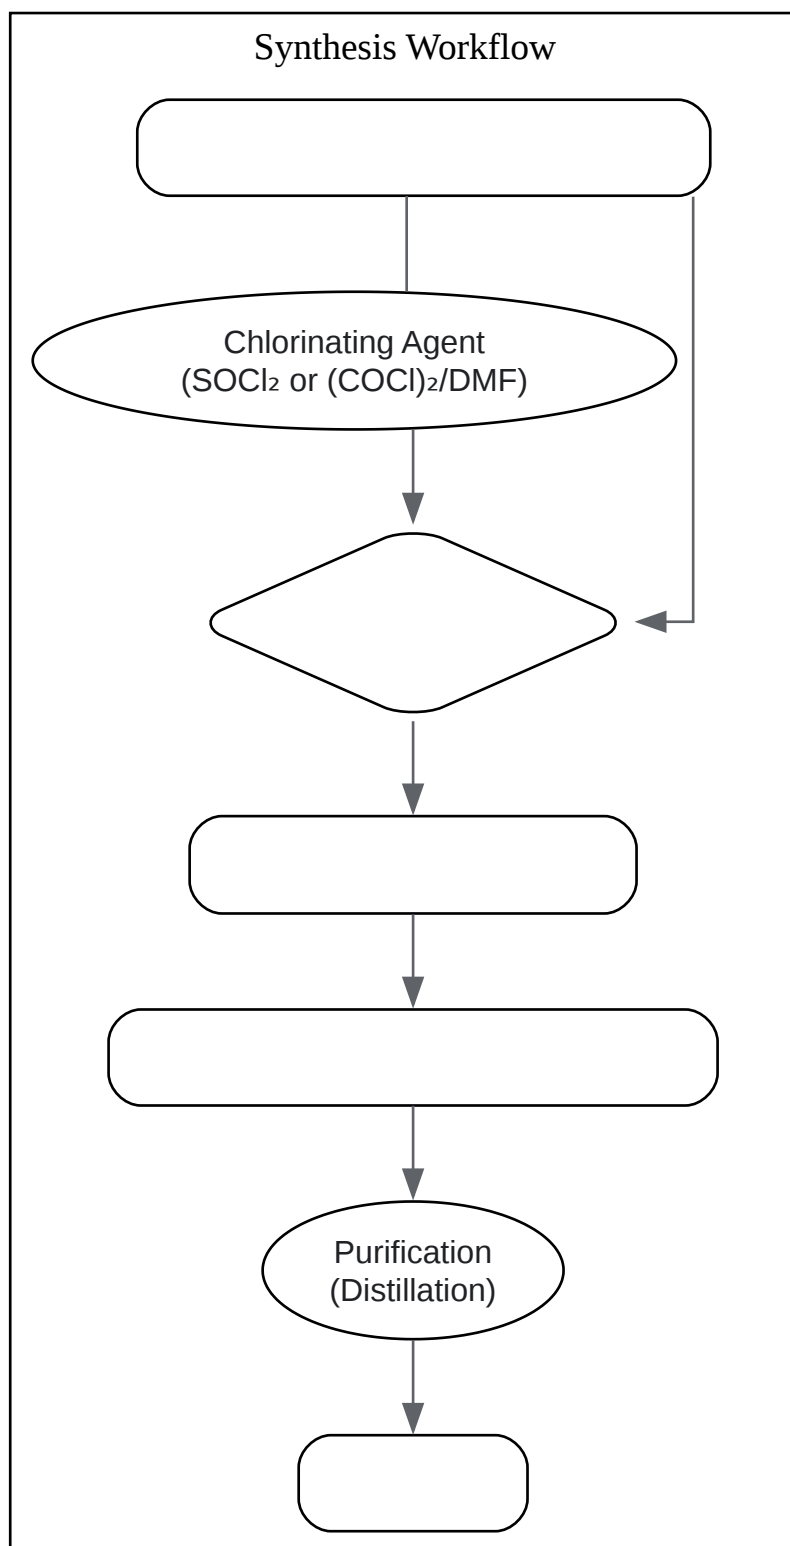 Synthesis Workflow
Chlorinating Agent
(SOCl₂ or (COCl)₂/DMF)
Purification
(Distillation)